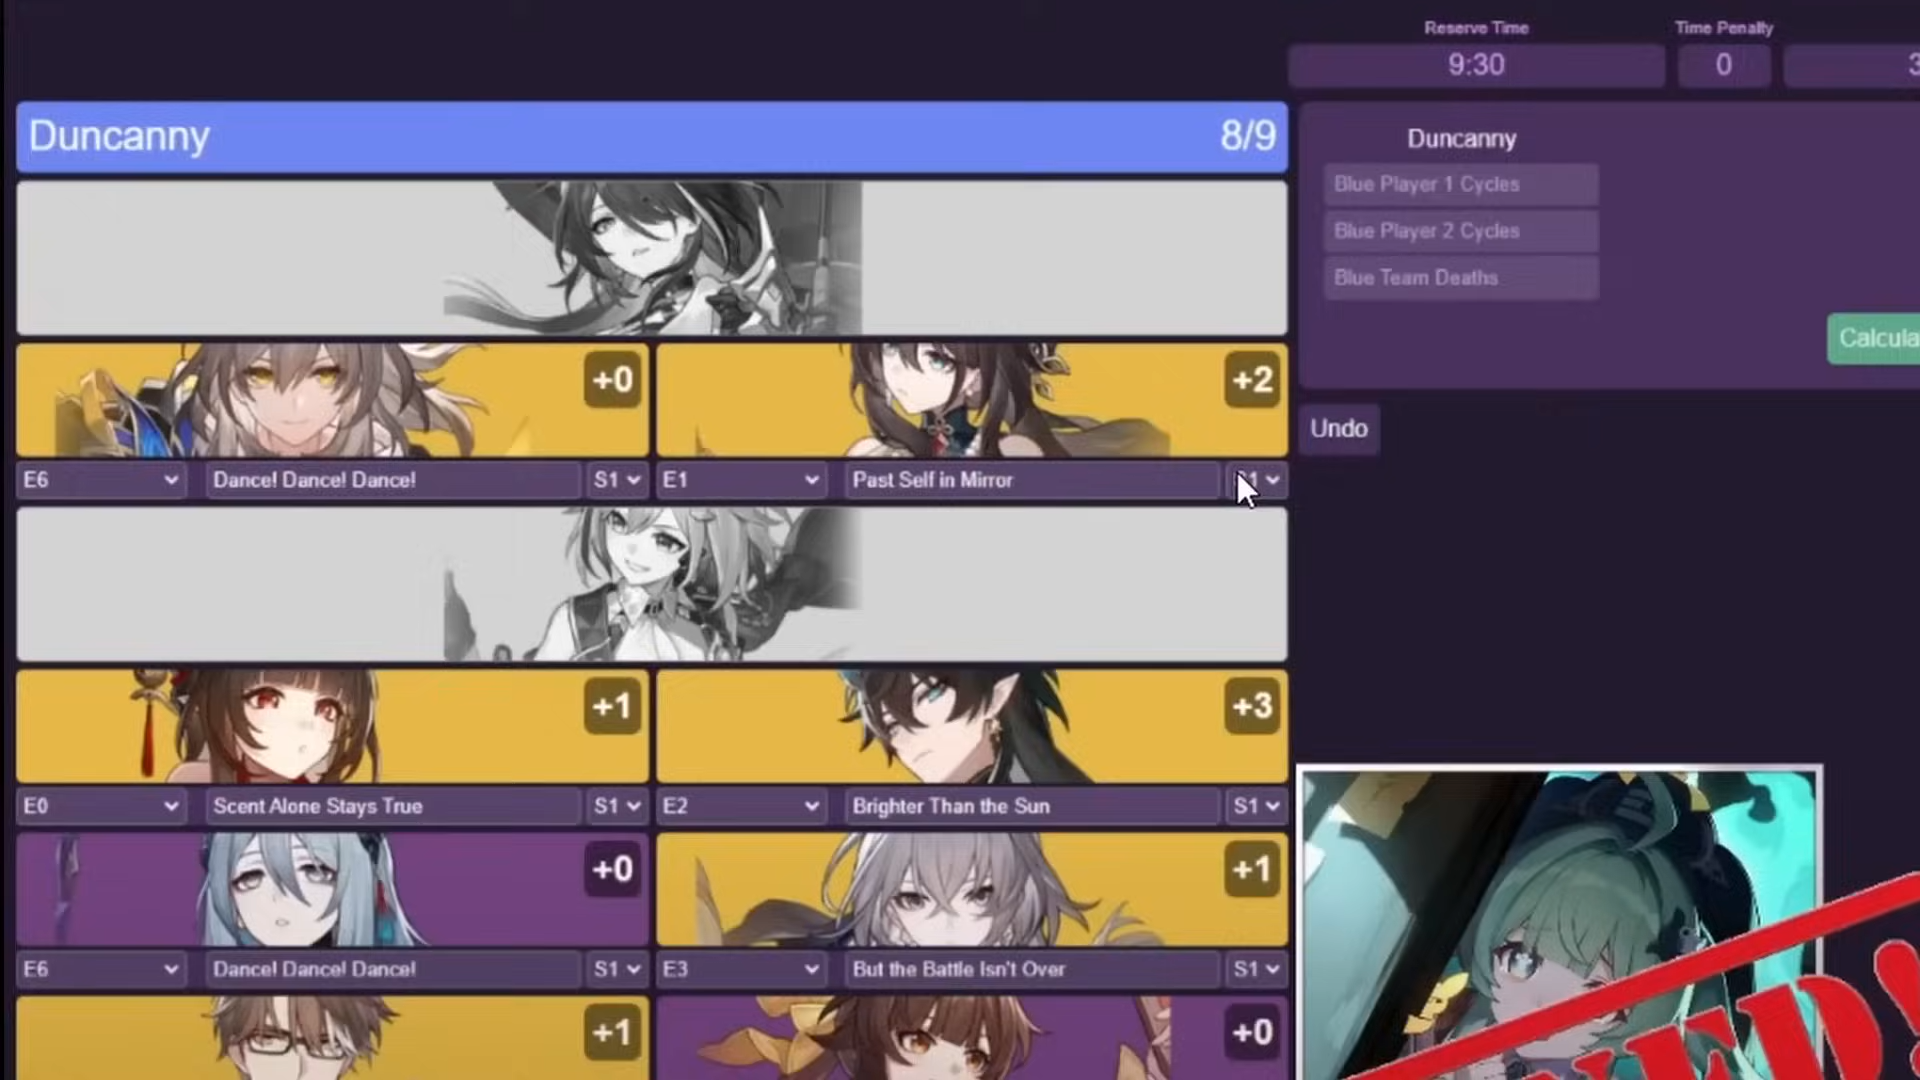 Reserve Time
Time Penalty
9:30
0
3
Duncanny
8/9
Duncanny
Blue Player 1 Cycles
Blue Player 2 Cycles
Blue Team Deaths
Calcula
+0
+2
Undo
E6
Dance! Dance! Dance!
S1
E1
Past Self in Mirror
+1
+3
E0
Scent Alone Stays True
S1
E2
Brighter Than the Sun
S1
+0
+1
E6
Dance! Dance! Dance!
S1
E3
But the Battle Isn't Over
S1
+1
+0
NED!